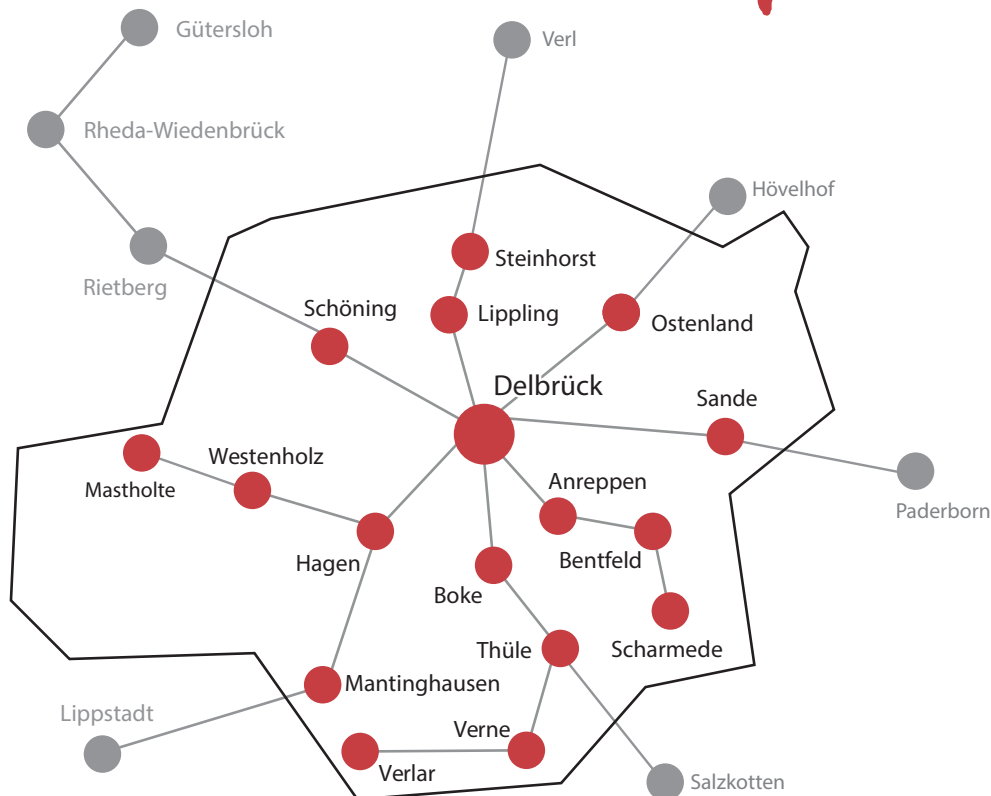 Gütersloh
Verl
Rheda-Wiedenbrück
Hövelhof
Steinhorst
Rietberg
Schöning
Lippling
Ostenland
Delbrück
Sande
Westenholz
Mastholte
Anreppen
Paderborn
Hagen
Bentfeld
Boke
Thüle
Scharmede
Mantinghausen
Lippstadt
Verne
Verlar
Salzkotten